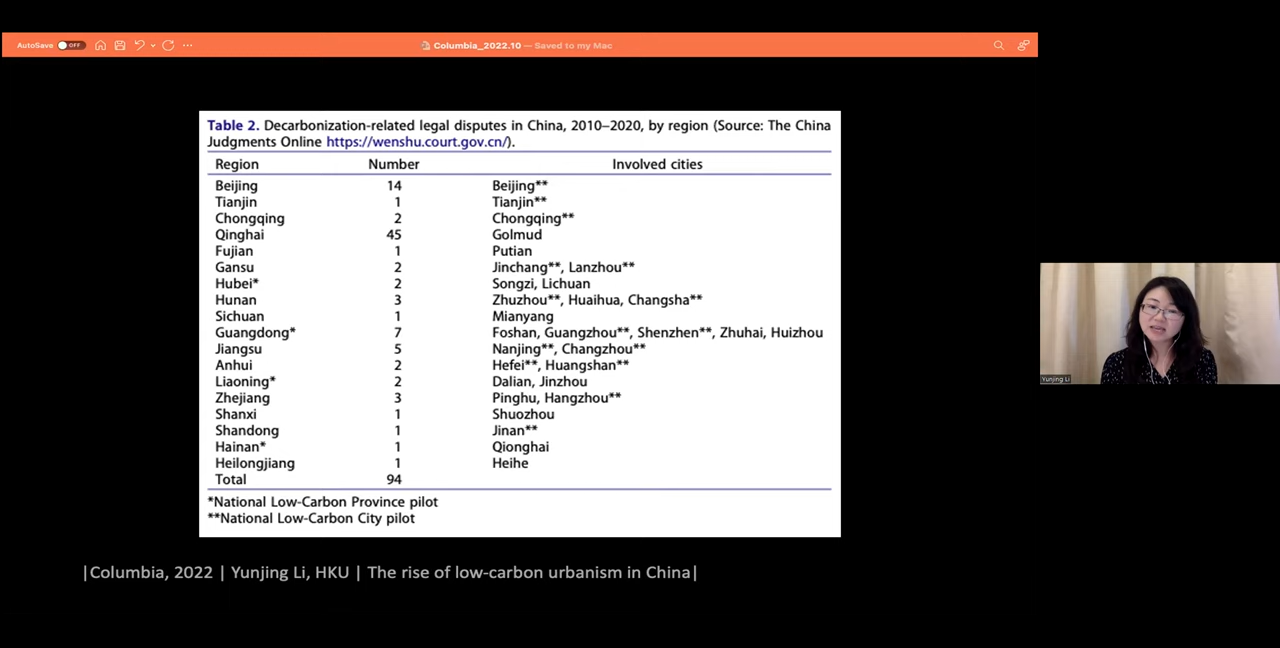 AutoSave OFF
Columbia_2022.10 — Saved to my Mac
Table 2. Decarbonization-related legal disputes in China, 2010–2020, by region (Source: The China
Judgments Online https://wenshu.court.gov.cn/).
Region Number Involved cities
Beijing 14 Beijing**
Tianjin 1 Tianjin**
Chongqing 2 Chongqing**
Qinghai 45 Golmud
Fujian 1 Putian
Gansu 2 Jinchang**, Lanzhou**
Hubei* 2 Songzi, Lichuan
Hunan 3 Zhuzhou**, Huaihua, Changsha**
Sichuan 1 Mianyang
Guangdong* 7 Foshan, Guangzhou**, Shenzhen**, Zhuhai, Huizhou
Jiangsu 5 Nanjing**, Changzhou**
Anhui 2 Hefei**, Huangshan**
Liaoning* 2 Dalian, Jinzhou
Zhejiang 3 Pinghu, Hangzhou**
Shanxi 1 Shuozhou
Shandong 1 Jinan**
Hainan* 1 Qionghai
Heilongjiang 1 Heihe
Total 94
*National Low-Carbon Province pilot
**National Low-Carbon City pilot
Yunjing Li
|Columbia, 2022 | Yunjing Li, HKU | The rise of low-carbon urbanism in China|